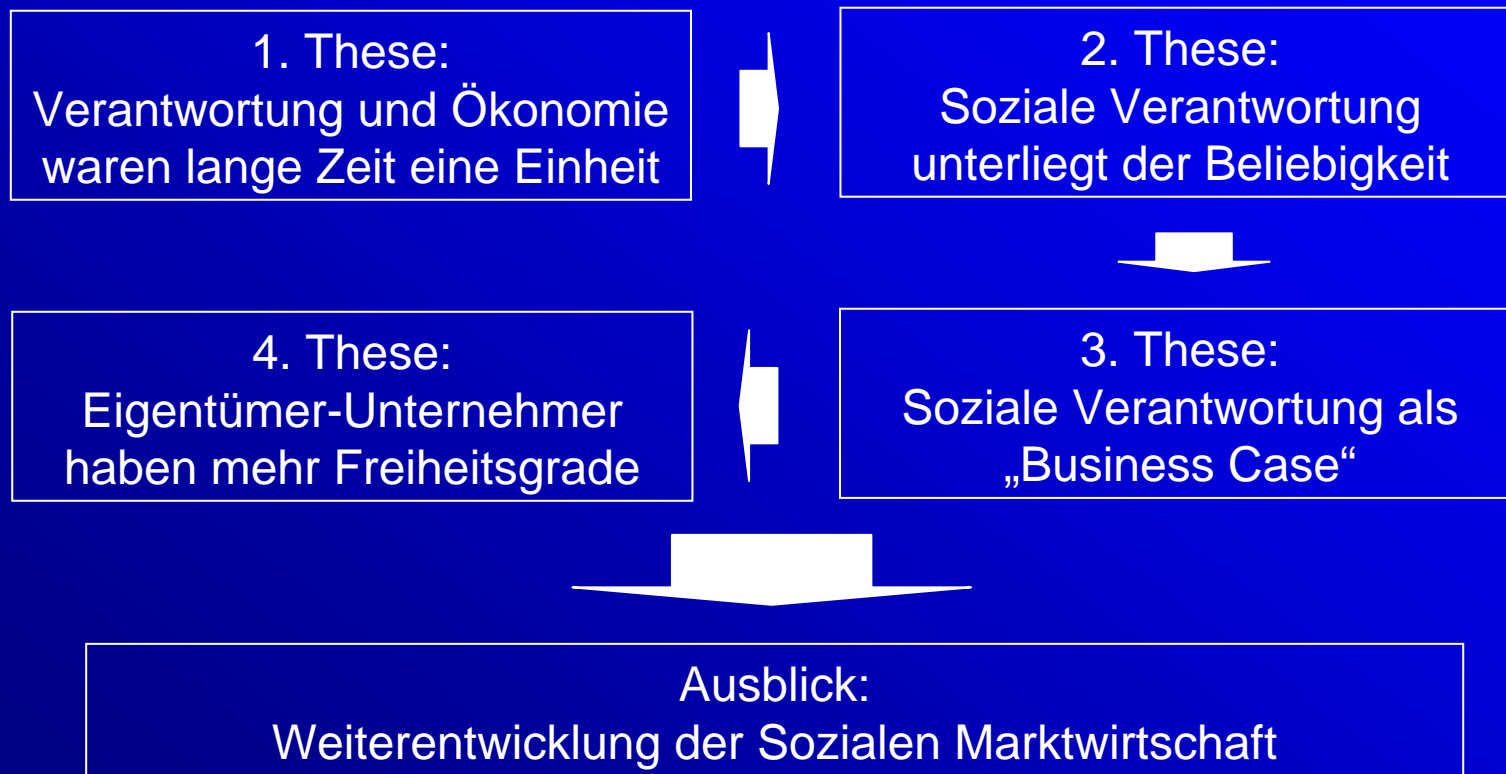 1. These:
Verantwortung und Ökonomie
waren lange Zeit eine Einheit
2. These:
Soziale Verantwortung
unterliegt der Beliebigkeit
3. These:
Soziale Verantwortung als
„Business Case“
4. These:
Eigentümer-Unternehmer
haben mehr Freiheitsgrade
Ausblick:
Weiterentwicklung der Sozialen Marktwirtschaft